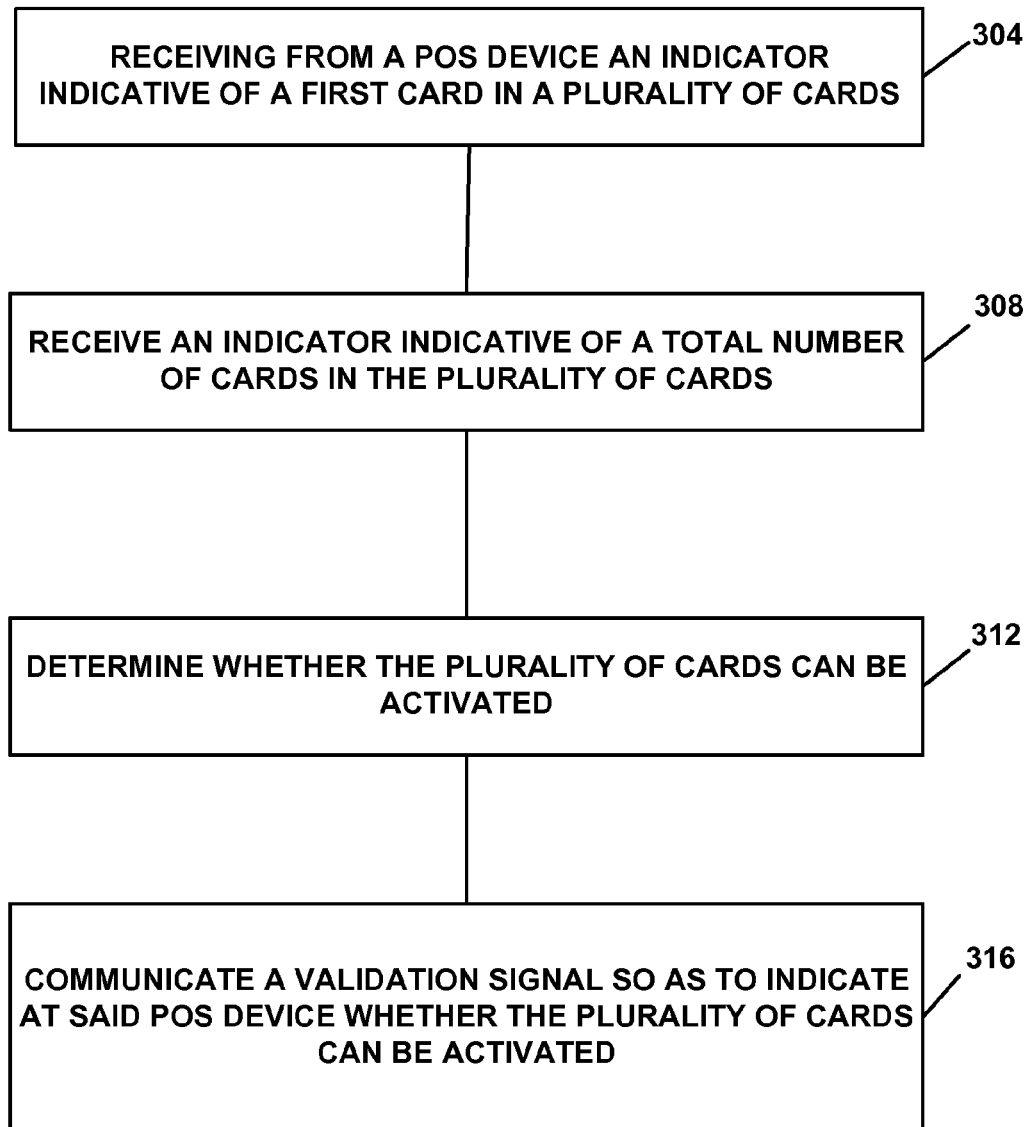 RECEIVING FROM A POS DEVICE AN INDICATOR
INDICATIVE OF A FIRST CARD IN A PLURALITY OF CARDS
304
RECEIVE AN INDICATOR INDICATIVE OF A TOTAL NUMBER
OF CARDS IN THE PLURALITY OF CARDS
308
DETERMINE WHETHER THE PLURALITY OF CARDS CAN BE
ACTIVATED
312
COMMUNICATE A VALIDATION SIGNAL SO AS TO INDICATE
AT SAID POS DEVICE WHETHER THE PLURALITY OF CARDS
CAN BE ACTIVATED
316